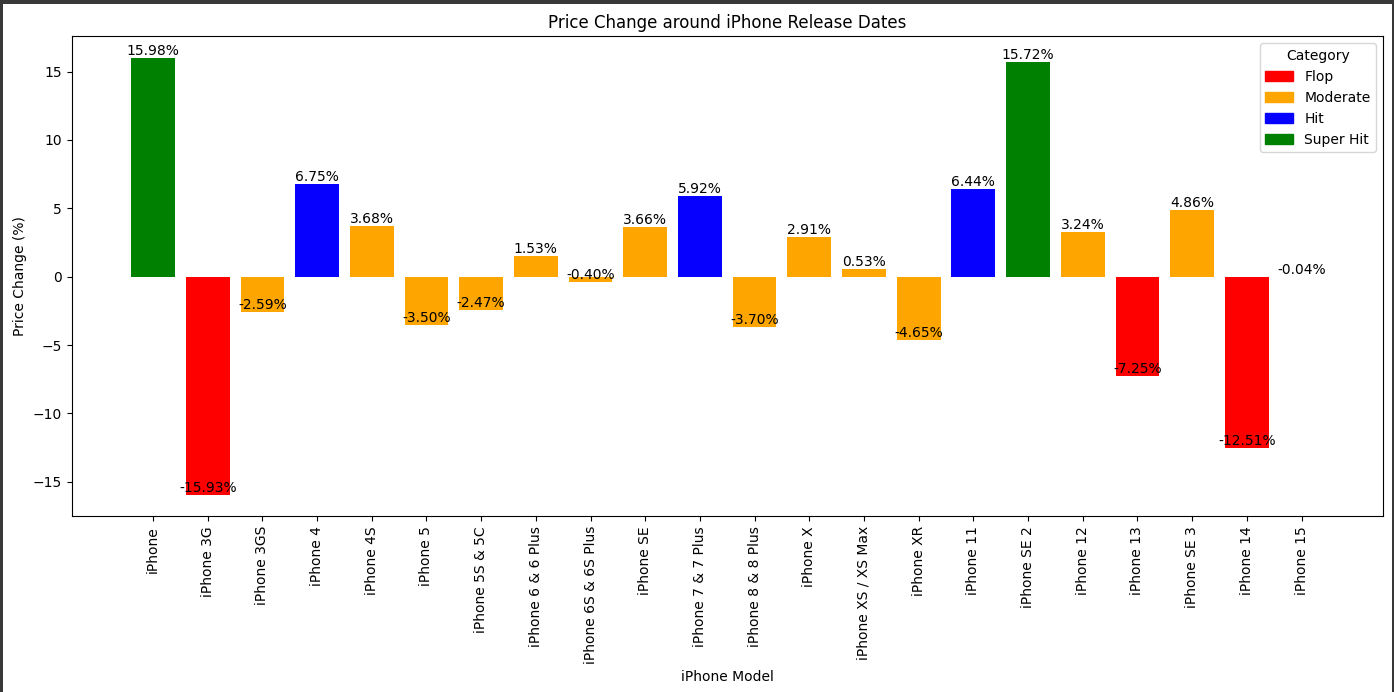 Price Change around iPhone Release Dates
Category
Flop
Moderate
Hit
Super Hit
Price Change (%)
15
10
5
0
−5
−10
−15
15.98%
-15.93%
-2.59%
6.75%
3.68%
-3.50%
-2.47%
1.53%
-0.40%
3.66%
5.92%
-3.70%
2.91%
0.53%
-4.65%
6.44%
15.72%
3.24%
-7.25%
4.86%
-12.51%
-0.04%
iPhone
iPhone 3G
iPhone 3GS
iPhone 4
iPhone 4S
iPhone 5
iPhone 5S & 5C
iPhone 6 & 6 Plus
iPhone 6S & 6S Plus
iPhone SE
iPhone 7 & 7 Plus
iPhone 8 & 8 Plus
iPhone X
iPhone XS / XS Max
iPhone XR
iPhone 11
iPhone SE 2
iPhone 12
iPhone 13
iPhone SE 3
iPhone 14
iPhone 15
iPhone Model